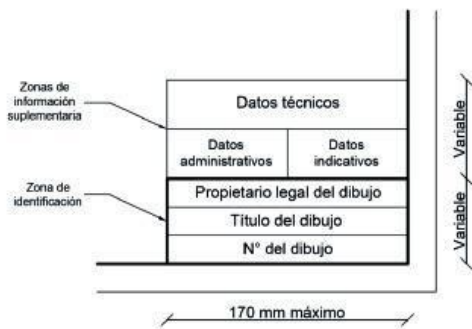 Zonas de
información
suplementaria
Datos técnicos
Datos
administrativos
Datos
indicativos
Zona de
identificación
Propietario legal del dibujo
Título del dibujo
N° del dibujo
Variable
Variable
170 mm máximo